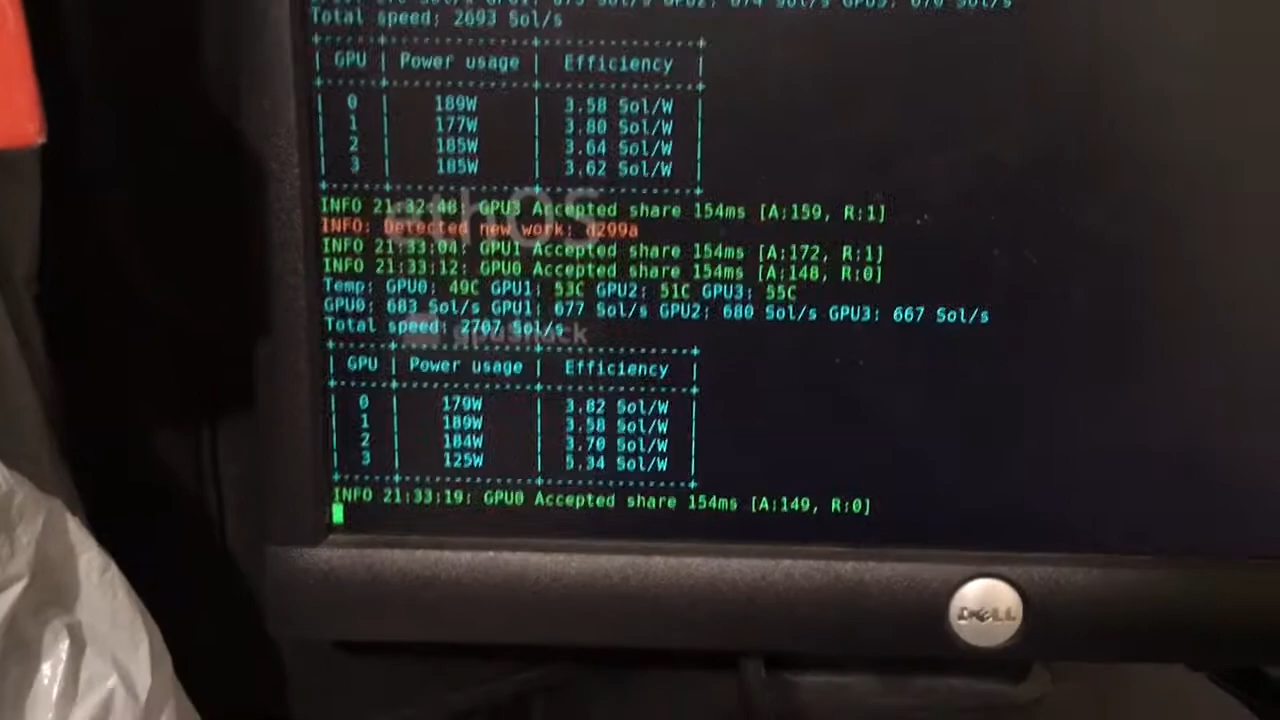 Total speed: 2693 Sol/s
GPU | Power usage | Efficiency
0 | 189W | 3.58 Sol/W
1 | 177W | 3.80 Sol/W
2 | 185W | 3.64 Sol/W
3 | 185W | 3.62 Sol/W
INFO 21:32:48: GPU3 Accepted share 154ms [A:159, R:1]
INFO: Detected new work: d299a
INFO 21:33:04: GPU1 Accepted share 154ms [A:172, R:1]
INFO 21:33:12: GPU0 Accepted share 154ms [A:148, R:0]
Temp: GPU0: 49C GPU1: 53C GPU2: 51C GPU3: 55C
GPU0: 683 Sol/s GPU1: 677 Sol/s GPU2: 680 Sol/s GPU3: 667 Sol/s
Total speed: 2707 Sol/s
GPU | Power usage | Efficiency
0 | 179W | 3.82 Sol/W
1 | 189W | 3.58 Sol/W
2 | 184W | 3.70 Sol/W
3 | 125W | 5.34 Sol/W
INFO 21:33:19: GPU0 Accepted share 154ms [A:149, R:0]
ethOS
gpuShack
DELL